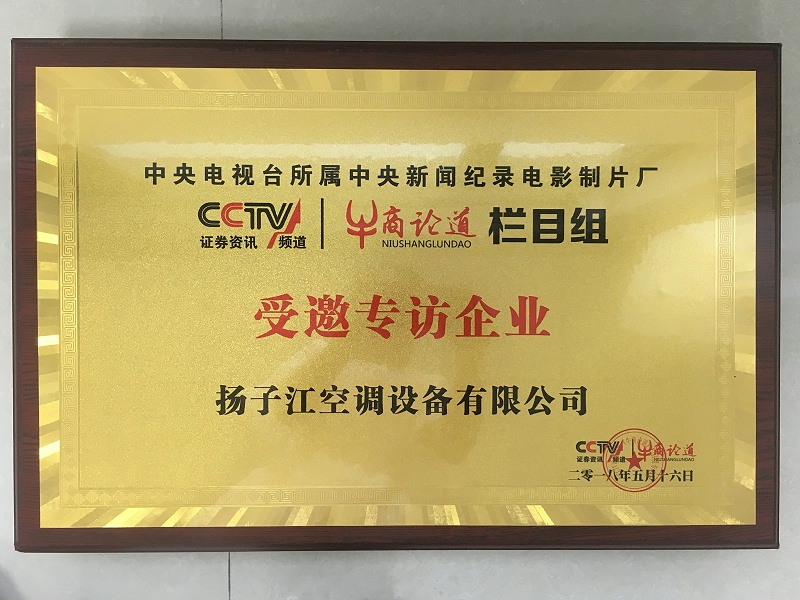 中央电视台所属中央新闻纪录电影制片厂
CCTV 证券资讯 频道 | 牛商论道 NIUSHANGLUNDAO 栏目组
受邀专访企业
扬子江空调设备有限公司
CCTV 证券资讯 频道 | 牛商论道 NIUSHANGLUNDAO
二零一八年五月十六日